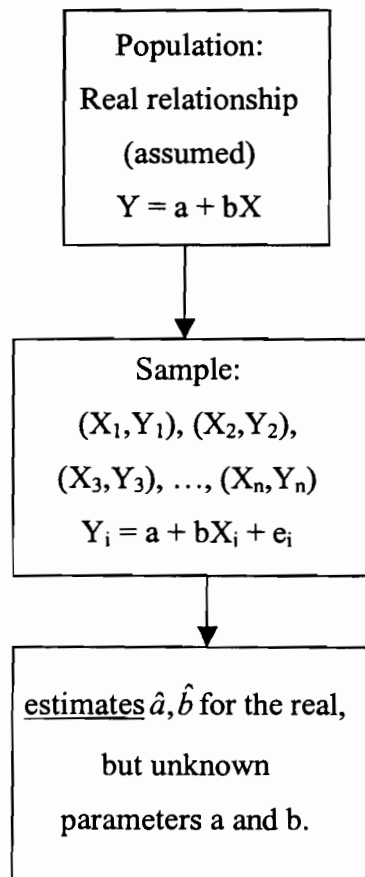 Population:
Real relationship
(assumed)
Y = a + bX
Sample:
(X₁,Y₁), (X₂,Y₂),
(X₃,Y₃), …, (Xₙ,Yₙ)
Yᵢ = a + bXᵢ + eᵢ
estimates â, b̂ for the real,
but unknown
parameters a and b.